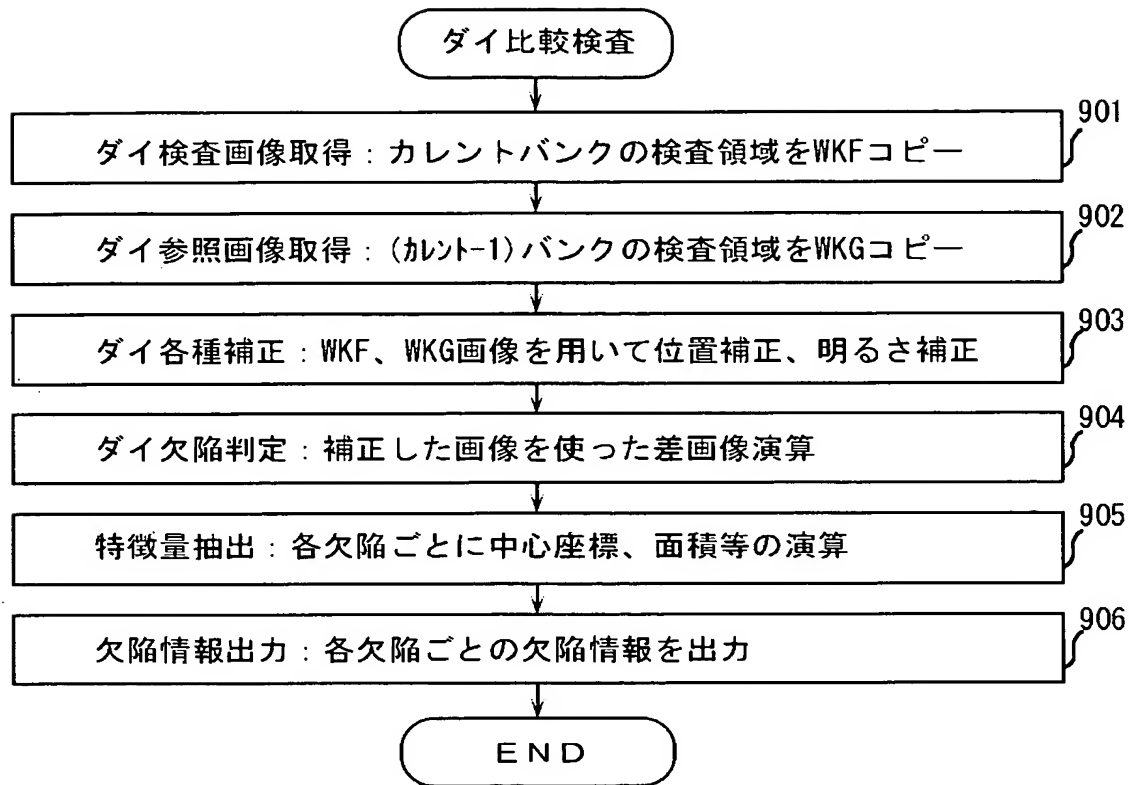 ダイ比較検査
901
ダイ検査画像取得：カレントバンクの検査領域をWKFコピー
902
ダイ参照画像取得：(ｶﾚﾝﾄ-1)バンクの検査領域をWKGコピー
903
ダイ各種補正：WKF、WKG画像を用いて位置補正、明るさ補正
904
ダイ欠陥判定：補正した画像を使った差画像演算
905
特徴量抽出：各欠陥ごとに中心座標、面積等の演算
906
欠陥情報出力：各欠陥ごとの欠陥情報を出力
END